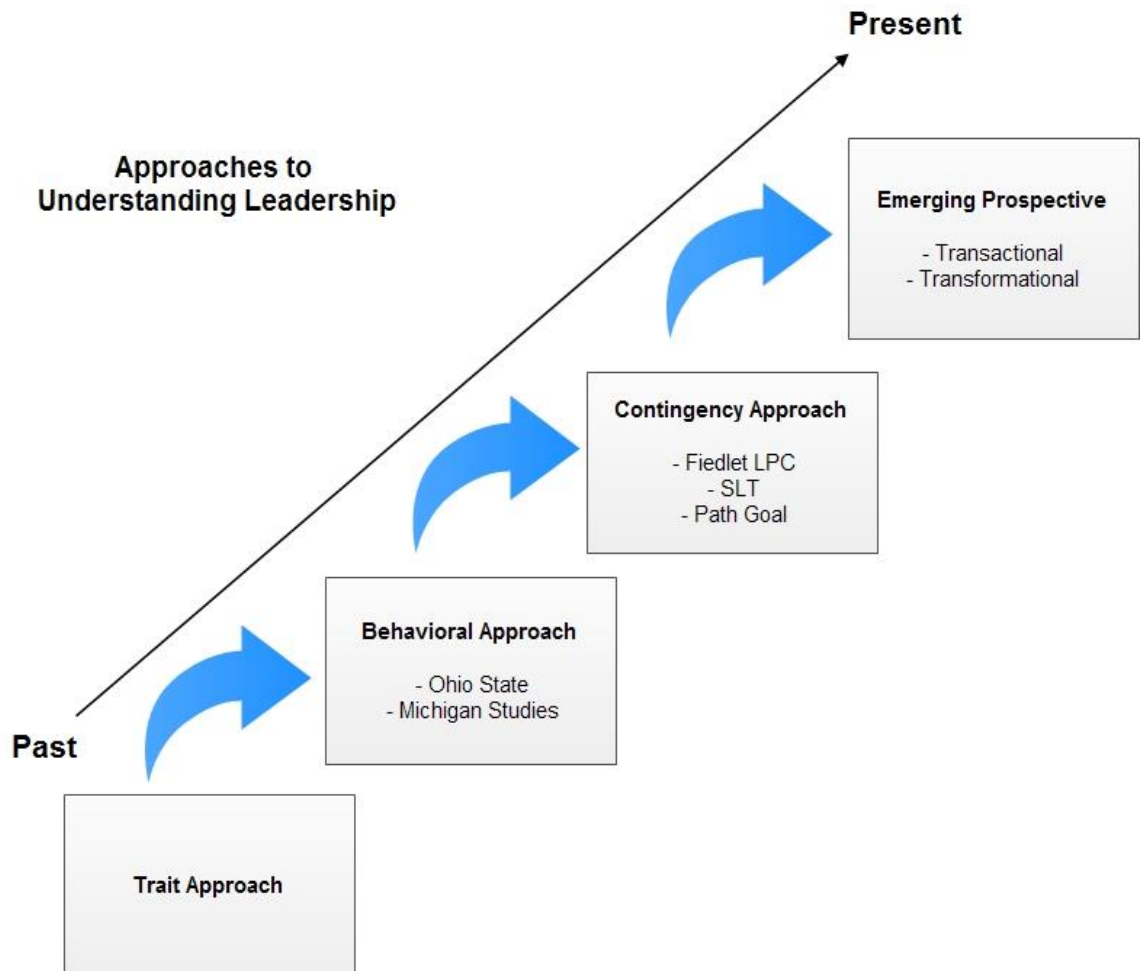 Present
Approaches to
Understanding Leadership
Emerging Prospective
- Transactional
- Transformational
Contingency Approach
- Fiedlet LPC
- SLT
- Path Goal
Behavioral Approach
- Ohio State
- Michigan Studies
Past
Trait Approach